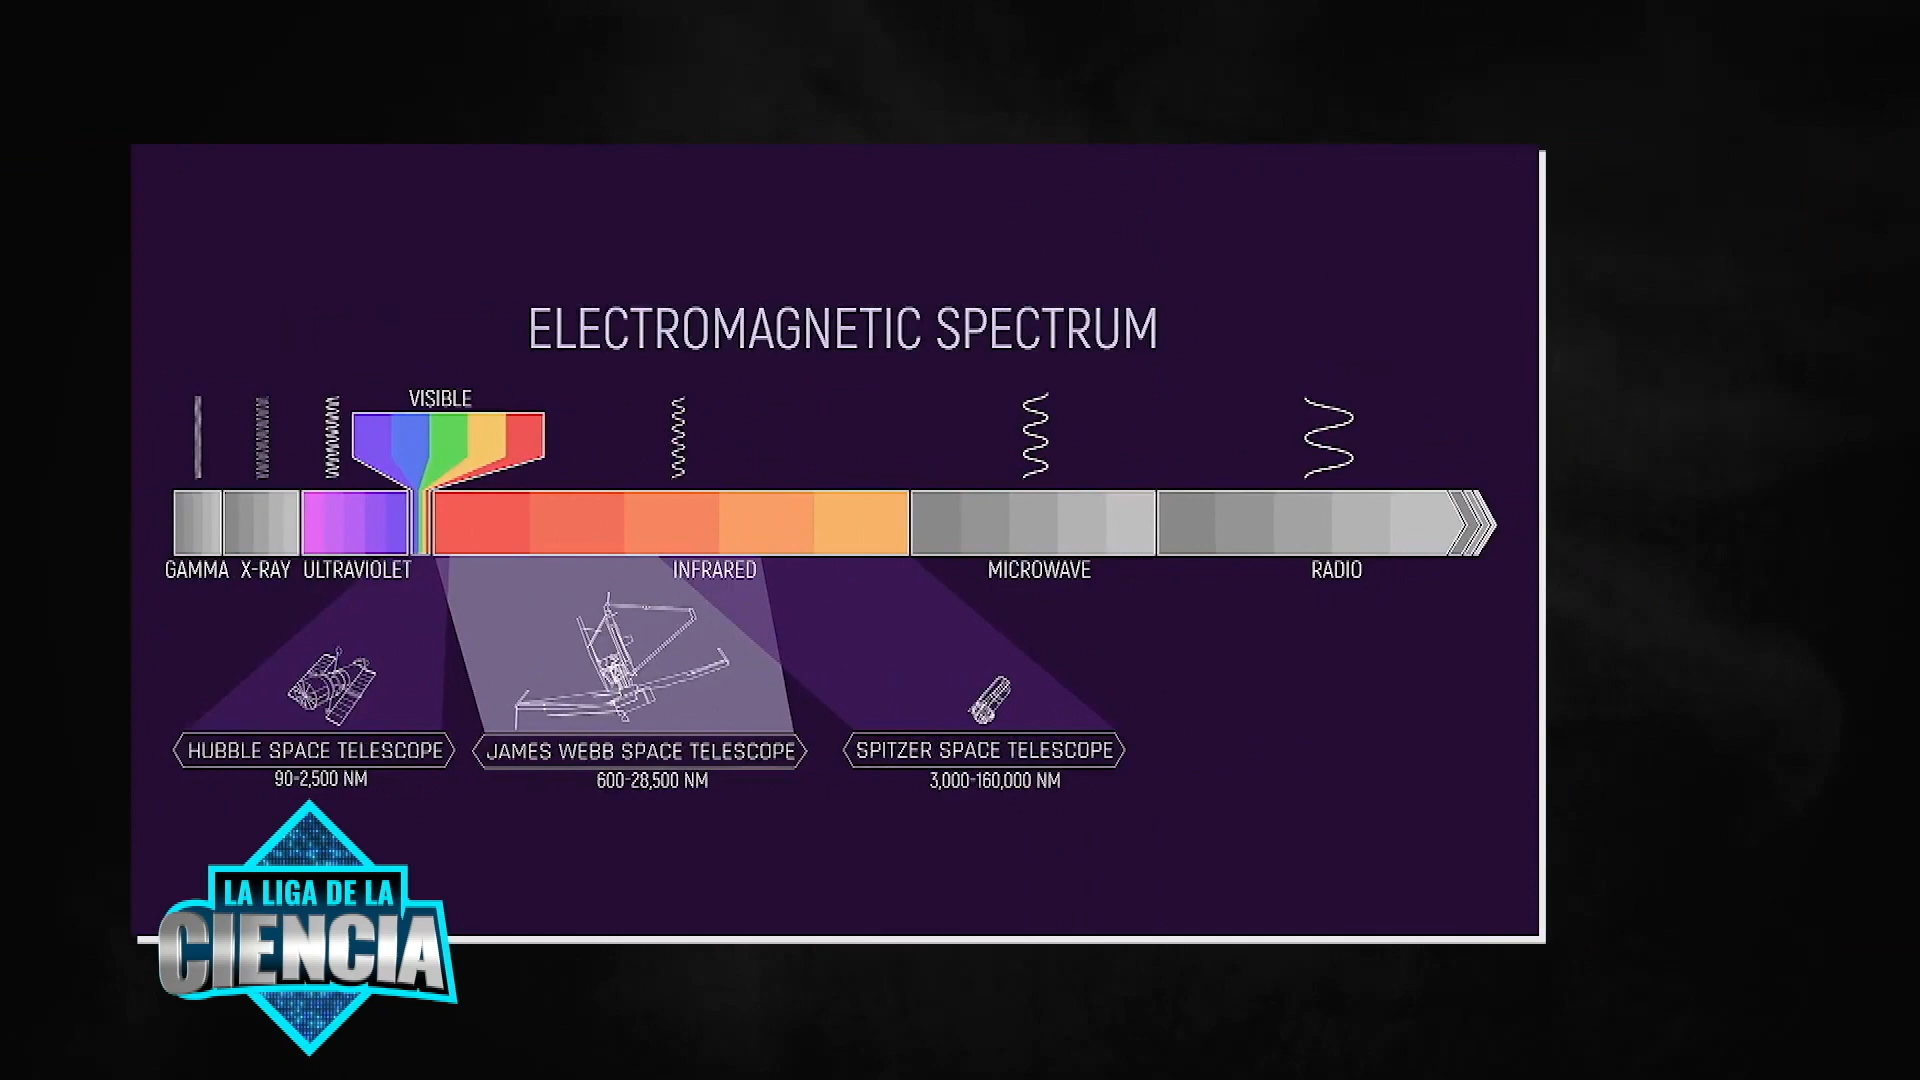 ELECTROMAGNETIC SPECTRUM
VISIBLE
GAMMA X-RAY ULTRAVIOLET INFRARED MICROWAVE RADIO
HUBBLE SPACE TELESCOPE
90-2,500 NM
JAMES WEBB SPACE TELESCOPE
600-28,500 NM
SPITZER SPACE TELESCOPE
3,000-160,000 NM
LA LIGA DE LA
CIENCIA